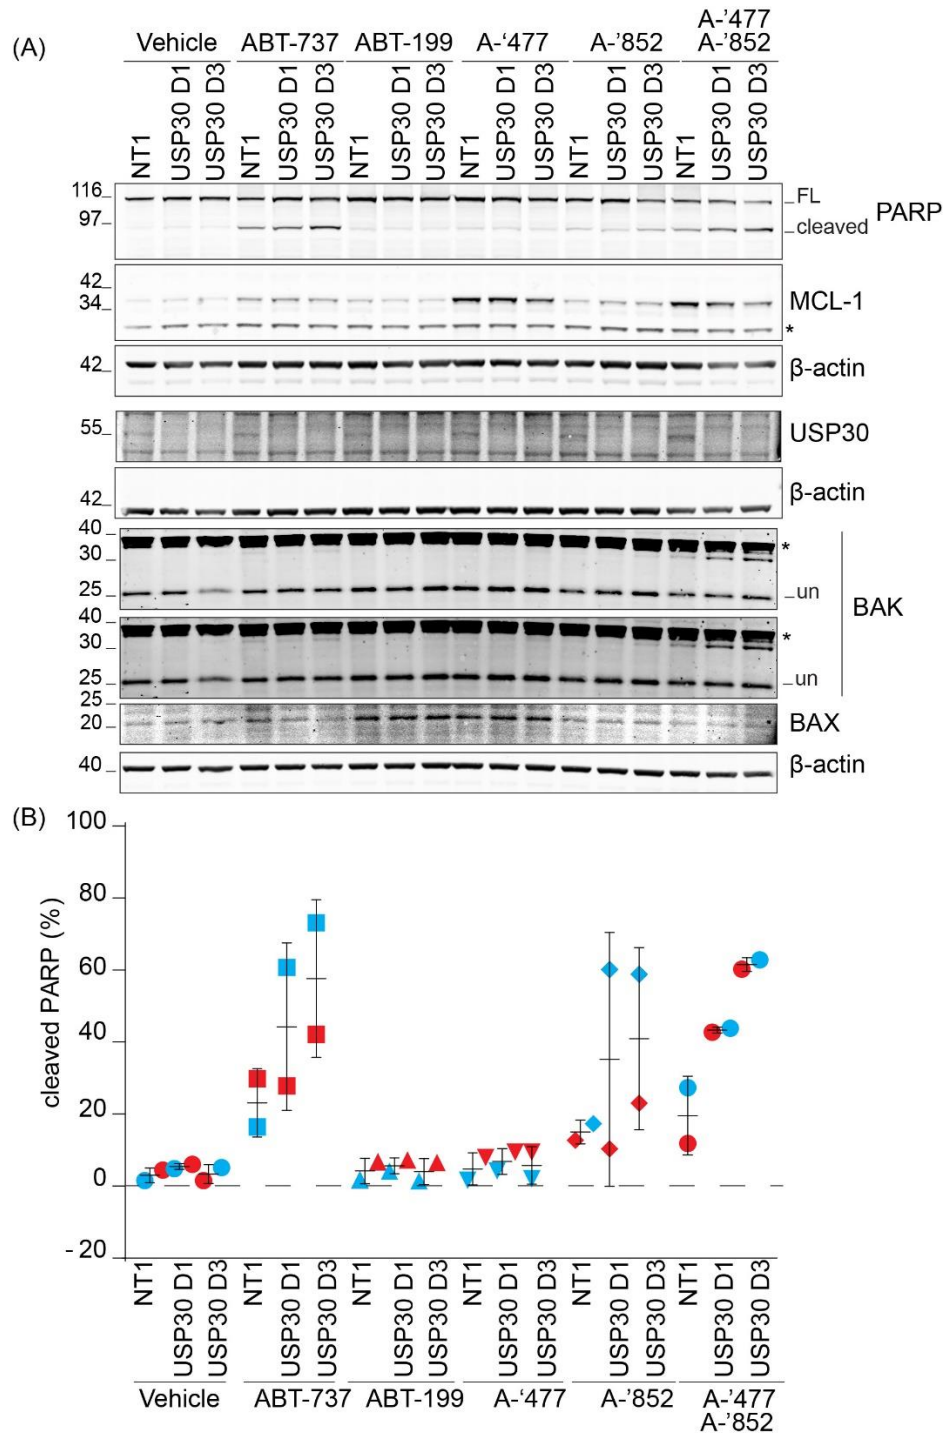 (A)
Vehicle ABT-737 ABT-199 A-‘477 A-’852 A-’477
A-’852
NT1 USP30 D1 USP30 D3 NT1 USP30 D1 USP30 D3 NT1 USP30 D1 USP30 D3 NT1 USP30 D1 USP30 D3 NT1 USP30 D1 USP30 D3 NT1 USP30 D1 USP30 D3
116 FL
97 cleaved PARP
42
34 MCL-1
*
42 β-actin
55 USP30
42 β-actin
40 *
30
25 un
BAK
40 *
30
25 un
25
20 BAX
40 β-actin
(B)
cleaved PARP (%)
100
80
60
40
20
0
-20
NT1 USP30 D1 USP30 D3 NT1 USP30 D1 USP30 D3 NT1 USP30 D1 USP30 D3 NT1 USP30 D1 USP30 D3 NT1 USP30 D1 USP30 D3 NT1 USP30 D1 USP30 D3
Vehicle ABT-737 ABT-199 A-‘477 A-’852 A-’477
A-’852